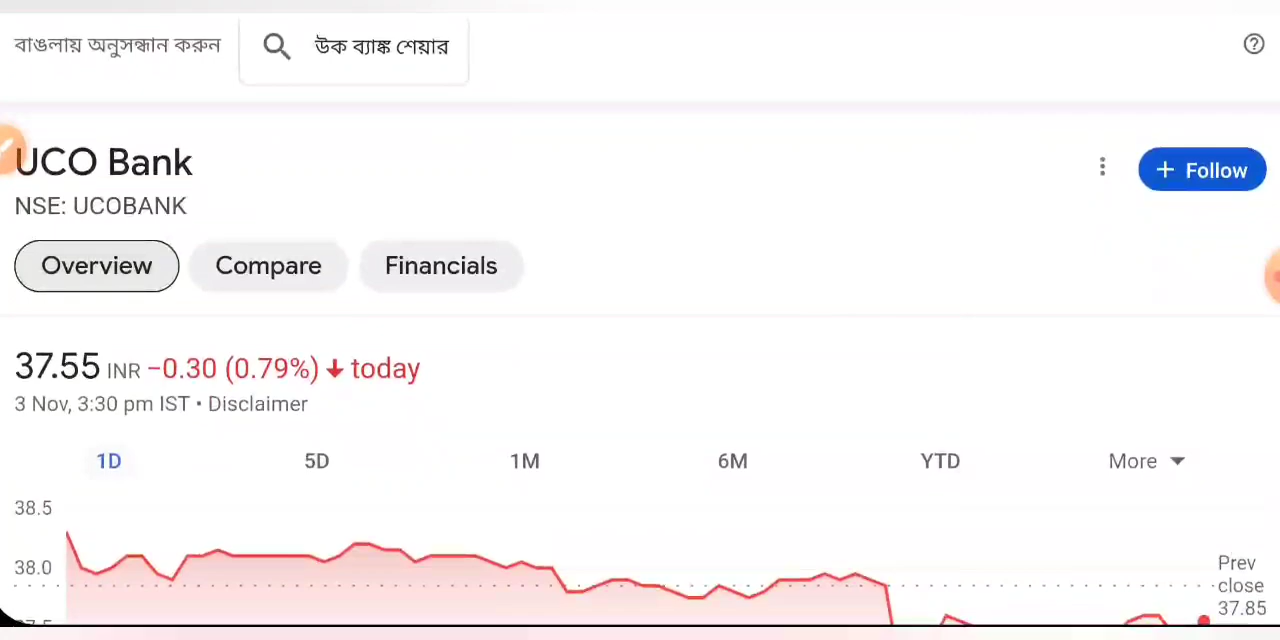 বাঙলায় অনুসন্ধান করুন উক ব্যাঙ্ক শেয়ার
UCO Bank
+ Follow
NSE: UCOBANK
Overview Compare Financials
37.55 INR −0.30 (0.79%) ↓ today
3 Nov, 3:30 pm IST • Disclaimer
1D 5D 1M 6M YTD More
38.5
38.0
Prev
close
37.85